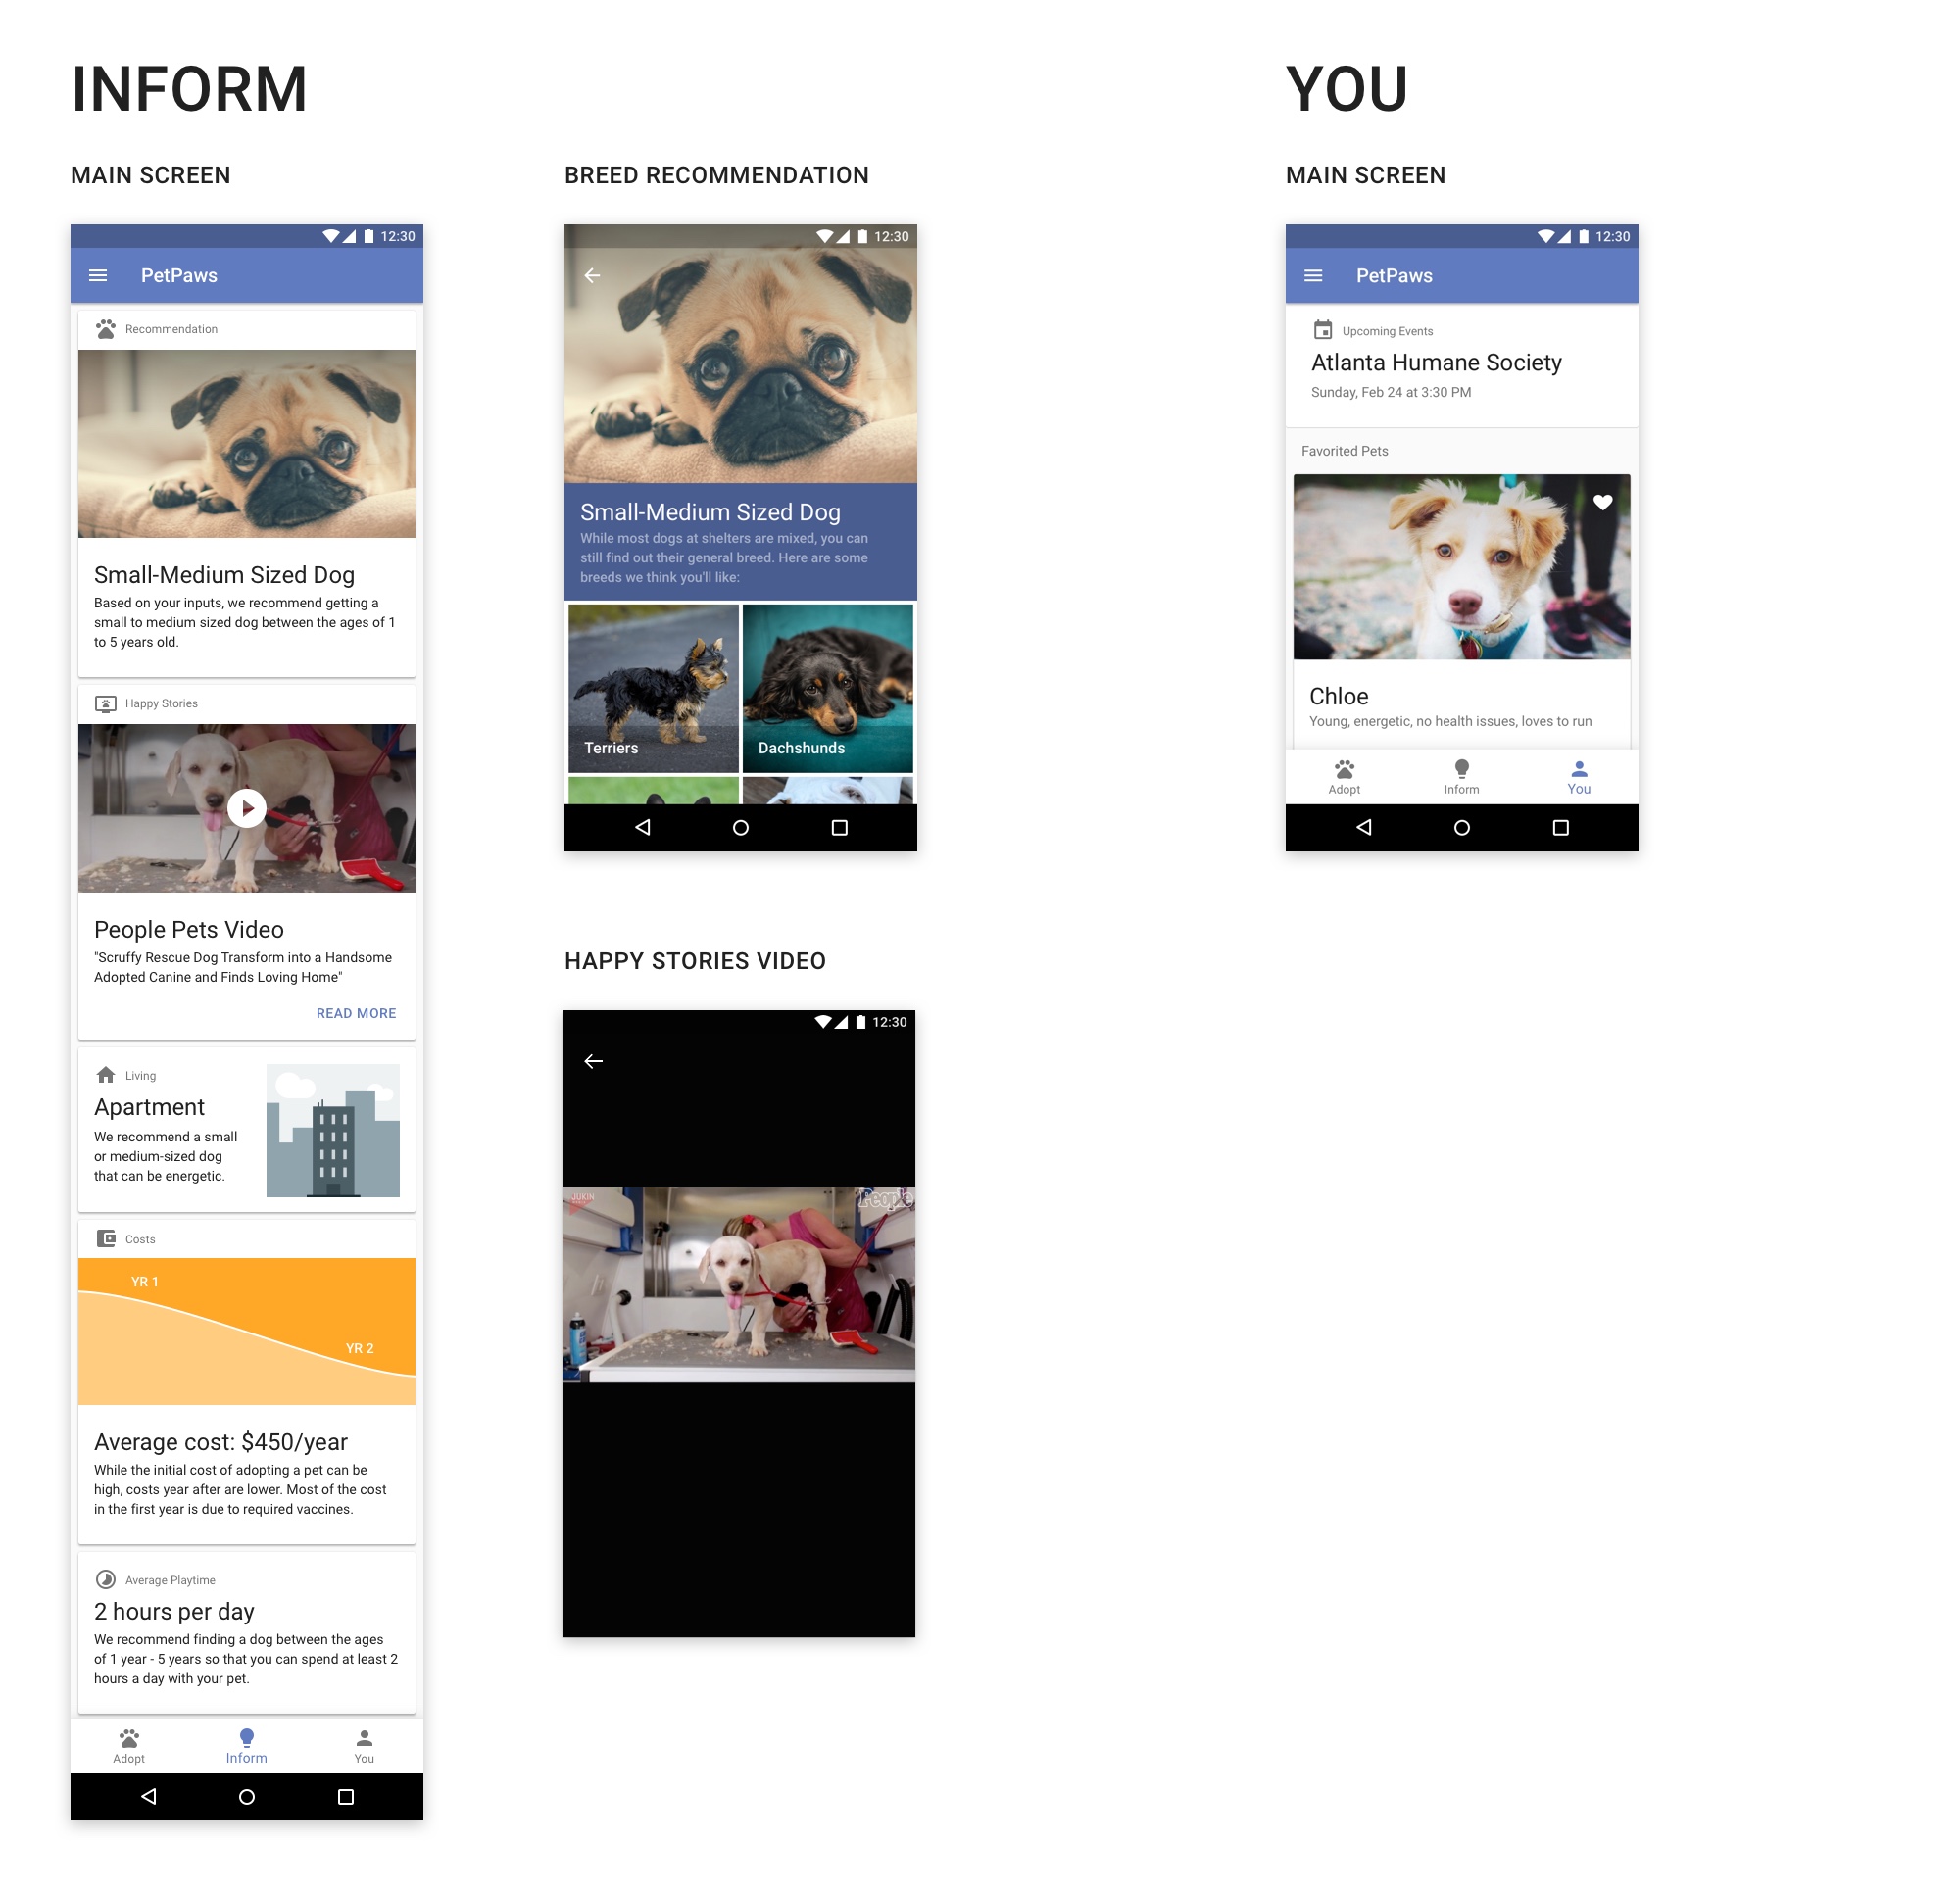 INFORM
MAIN SCREEN
12:30
PetPaws
Recommendation
Small-Medium Sized Dog
Based on your inputs, we recommend getting a
small to medium sized dog between the ages of 1
to 5 years old.
Happy Stories
People Pets Video
"Scruffy Rescue Dog Transform into a Handsome
Adopted Canine and Finds Loving Home"
READ MORE
Living
Apartment
We recommend a small
or medium-sized dog
that can be energetic.
Costs
YR 1
YR 2
Average cost: $450/year
While the initial cost of adopting a pet can be
high, costs year after are lower. Most of the cost
in the first year is due to required vaccines.
Average Playtime
2 hours per day
We recommend finding a dog between the ages
of 1 year - 5 years so that you can spend at least 2
hours a day with your pet.
Adopt
Inform
You
BREED RECOMMENDATION
12:30
Small-Medium Sized Dog
While most dogs at shelters are mixed, you can
still find out their general breed. Here are some
breeds we think you'll like:
Terriers
Dachshunds
HAPPY STORIES VIDEO
12:30
JUKIN
People
YOU
MAIN SCREEN
12:30
PetPaws
Upcoming Events
Atlanta Humane Society
Sunday, Feb 24 at 3:30 PM
Favorited Pets
Chloe
Young, energetic, no health issues, loves to run
Adopt
Inform
You